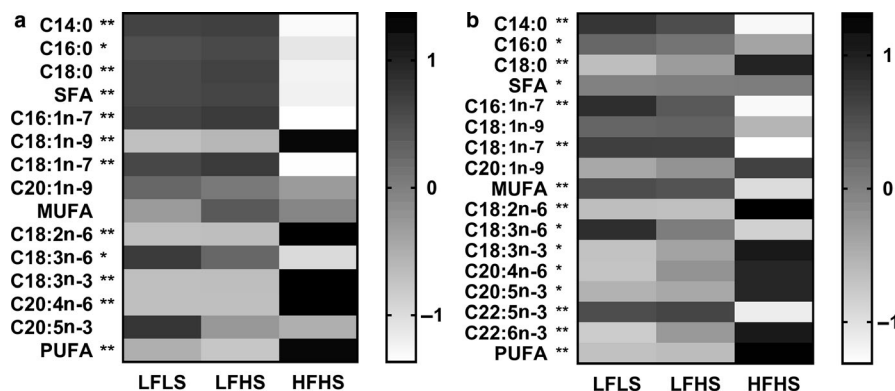 a
C14:0 **
C16:0 *
C18:0 **
SFA **
C16:1n-7 **
C18:1n-9 **
C18:1n-7 **
C20:1n-9
MUFA
C18:2n-6 **
C18:3n-6 *
C18:3n-3 **
C20:4n-6 **
C20:5n-3
PUFA **
LFLS LFHS HFHS
1
0
−1
b
C14:0 **
C16:0 *
C18:0 **
SFA *
C16:1n-7 **
C18:1n-9
C18:1n-7 **
C20:1n-9
MUFA **
C18:2n-6 **
C18:3n-6 *
C18:3n-3 *
C20:4n-6 *
C20:5n-3 *
C22:5n-3 **
C22:6n-3 **
PUFA **
LFLS LFHS HFHS
1
0
−1